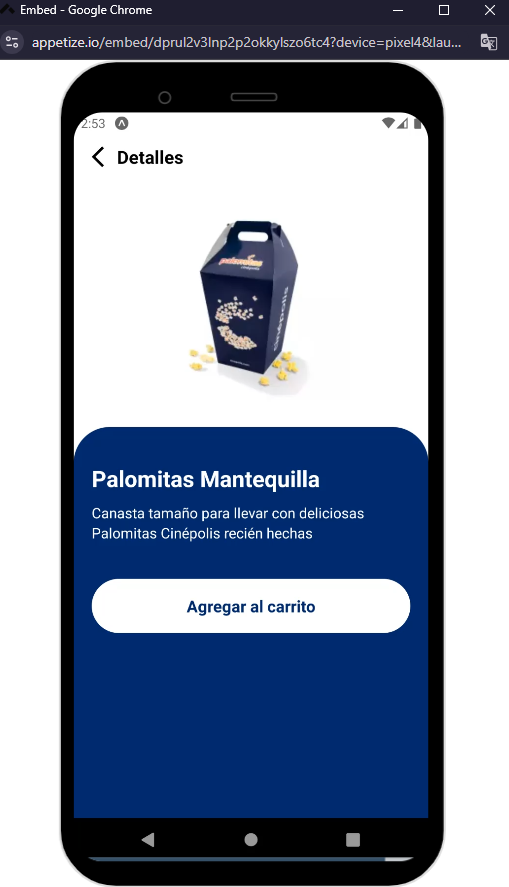 Embed - Google Chrome
appetize.io/embed/dprul2v3lnp2p2okkylszo6tc4?device=pixel4&lau...
2:53
Detalles
palomitas
cinépolis
cinépolis
Palomitas Mantequilla
Canasta tamaño para llevar con deliciosas
Palomitas Cinépolis recién hechas
Agregar al carrito